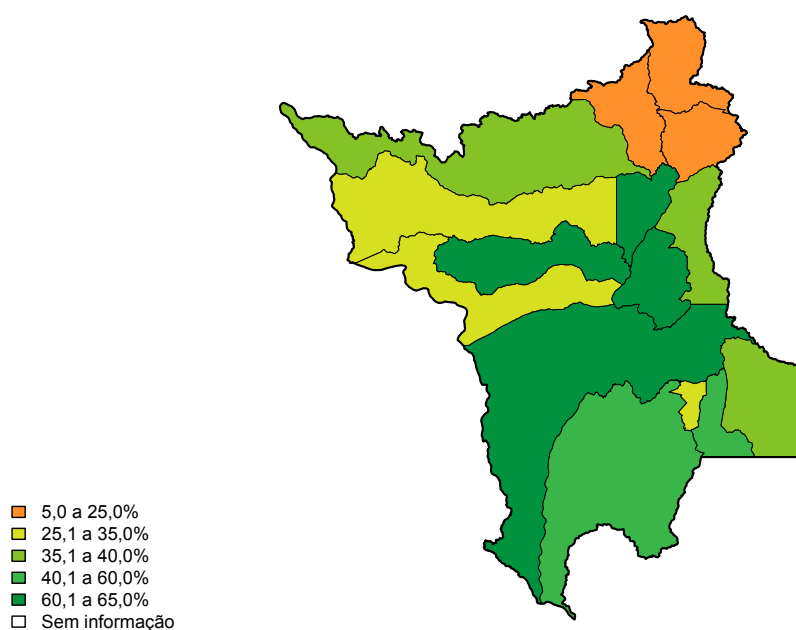 5,0 a 25,0%
25,1 a 35,0%
35,1 a 40,0%
40,1 a 60,0%
60,1 a 65,0%
Sem informação